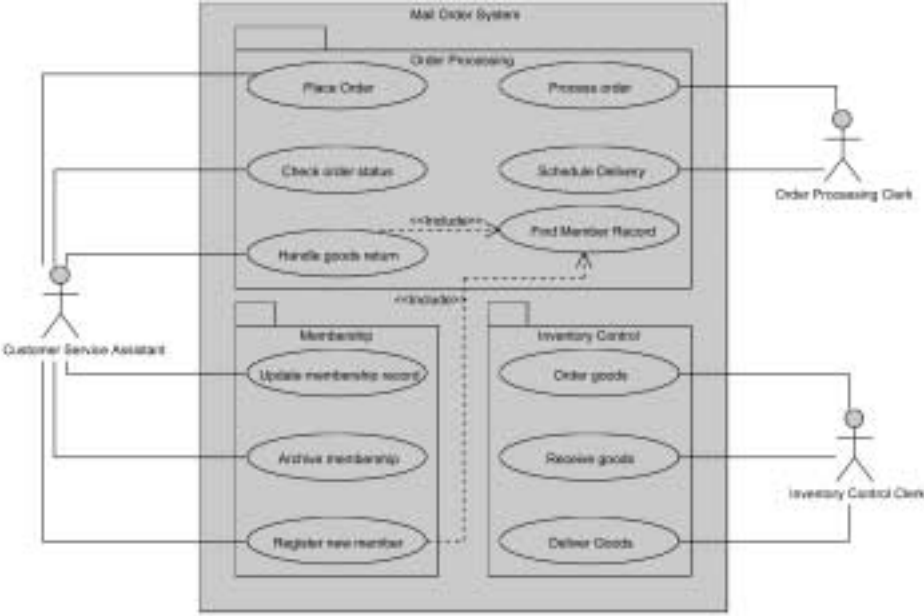 Mail Order System
Order Processing
Place Order
Process order
Check order status
Schedule Delivery
Order Processing Clerk
<<Include>>
Find Member Record
Handle goods return
<<Include>>
Customer Service Assistant
Membership
Inventory Control
Update membership record
Order goods
Archive membership
Receive goods
Inventory Control Clerk
Register new member
Deliver Goods